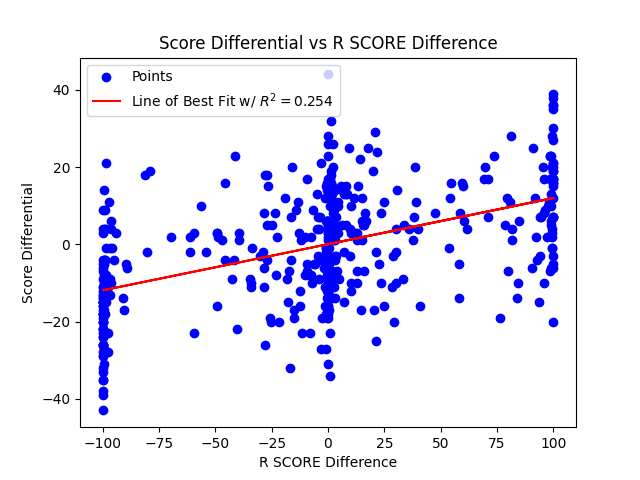 Score Differential vs R SCORE Difference
Points
Line of Best Fit w/ R² = 0.254
Score Differential
40
20
0
−20
−40
−100
−75
−50
−25
0
25
50
75
100
R SCORE Difference